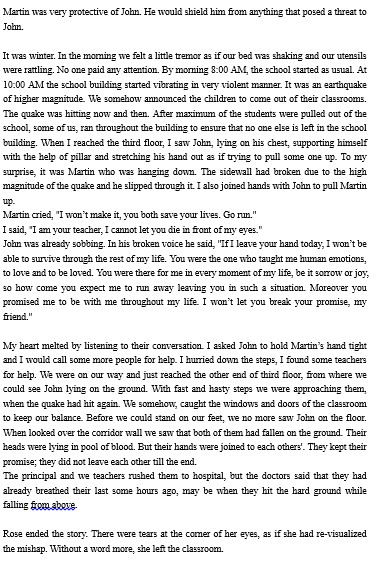 Martin was very protective of John. He would shield him from anything that posed a threat to
John.
It was winter. In the morning we felt a little tremor as if our bed was shaking and our utensils
were rattling. No one paid any attention. By morning 8:00 AM, the school started as usual. At
10:00 AM the school building started vibrating in very violent manner. It was an earthquake
of higher magnitude. We somehow announced the children to come out of their classrooms.
The quake was hitting now and then. After maximum of the students were pulled out of the
school, some of us, ran throughout the building to ensure that no one else is left in the school
building. When I reached the third floor, I saw John, lying on his chest, supporting himself
with the help of pillar and stretching his hand out as if trying to pull some one up. To my
surprise, it was Martin who was hanging down. The sidewall had broken due to the high
magnitude of the quake and he slipped through it. I also joined hands with John to pull Martin
up.
Martin cried, "I won't make it, you both save your lives. Go run."
I said, "I am your teacher, I cannot let you die in front of my eyes."
John was already sobbing. In his broken voice he said, "If I leave your hand today, I won't be
able to survive through the rest of my life. You were the one who taught me human emotions,
to love and to be loved. You were there for me in every moment of my life, be it sorrow or joy,
so how come you expect me to run away leaving you in such a situation. Moreover you
promised me to be with me throughout my life. I won't let you break your promise, my
friend."
My heart melted by listening to their conversation. I asked John to hold Martin's hand tight
and I would call some more people for help. I hurried down the steps, I found some teachers
for help. We were on our way and just reached the other end of third floor, from where we
could see John lying on the ground. With fast and hasty steps we were approaching them,
when the quake had hit again. We somehow, caught the windows and doors of the classroom
to keep our balance. Before we could stand on our feet, we no more saw John on the floor.
When looked over the corridor wall we saw that both of them had fallen on the ground. Their
heads were lying in pool of blood. But their hands were joined to each others'. They kept their
promise; they did not leave each other till the end.
The principal and we teachers rushed them to hospital, but the doctors said that they had
already breathed their last some hours ago, may be when they hit the hard ground while
falling from above.
Rose ended the story. There were tears at the corner of her eyes, as if she had re-visualized
the mishap. Without a word more, she left the classroom.